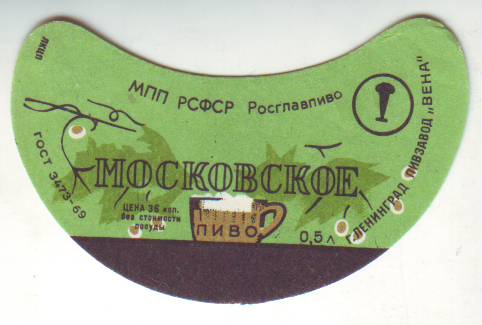 ЛКЦП
МПП РСФСР Росглавпиво
ГОСТ 3473-69
МОСКОВСКОЕ
ЦЕНА 36 коп.
без стоимости
посуды
ПИВО
0,5 л
г. ЛЕНИНГРАД ПИВЗАВОД „ВЕНА"